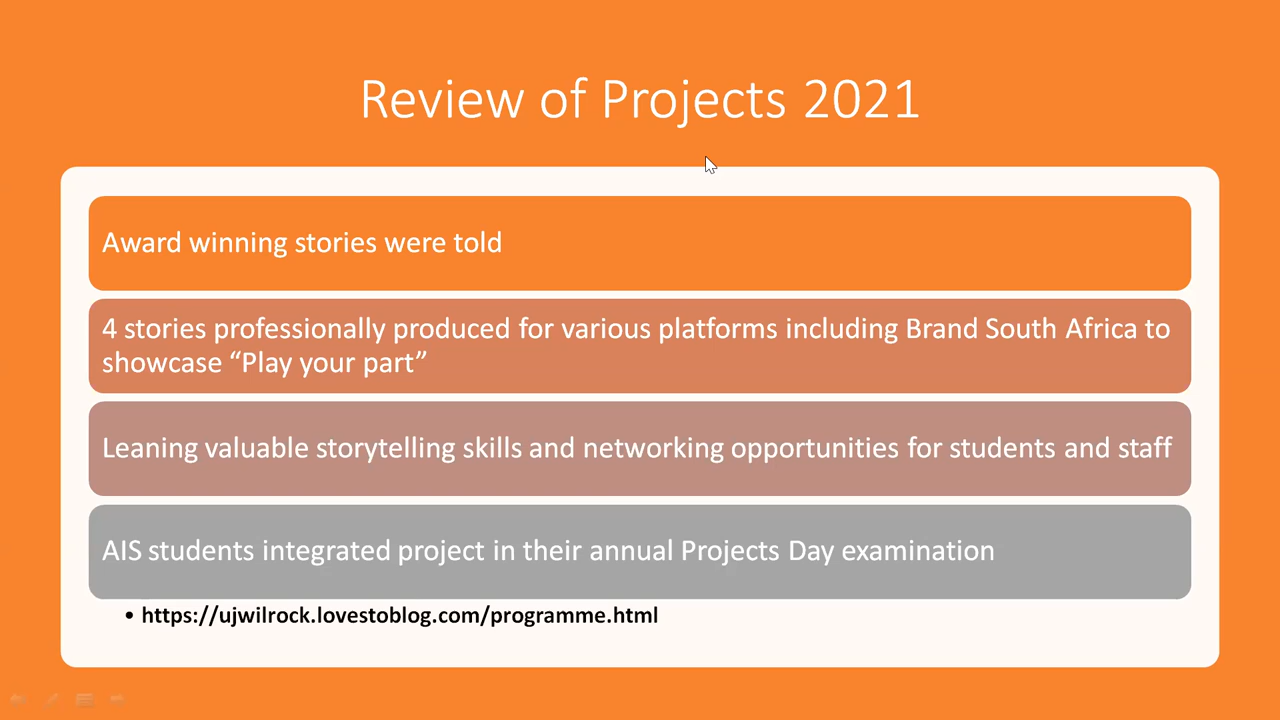 Review of Projects 2021
Award winning stories were told
4 stories professionally produced for various platforms including Brand South Africa to
showcase “Play your part”
Leaning valuable storytelling skills and networking opportunities for students and staff
AIS students integrated project in their annual Projects Day examination
• https://ujwilrock.lovestoblog.com/programme.html